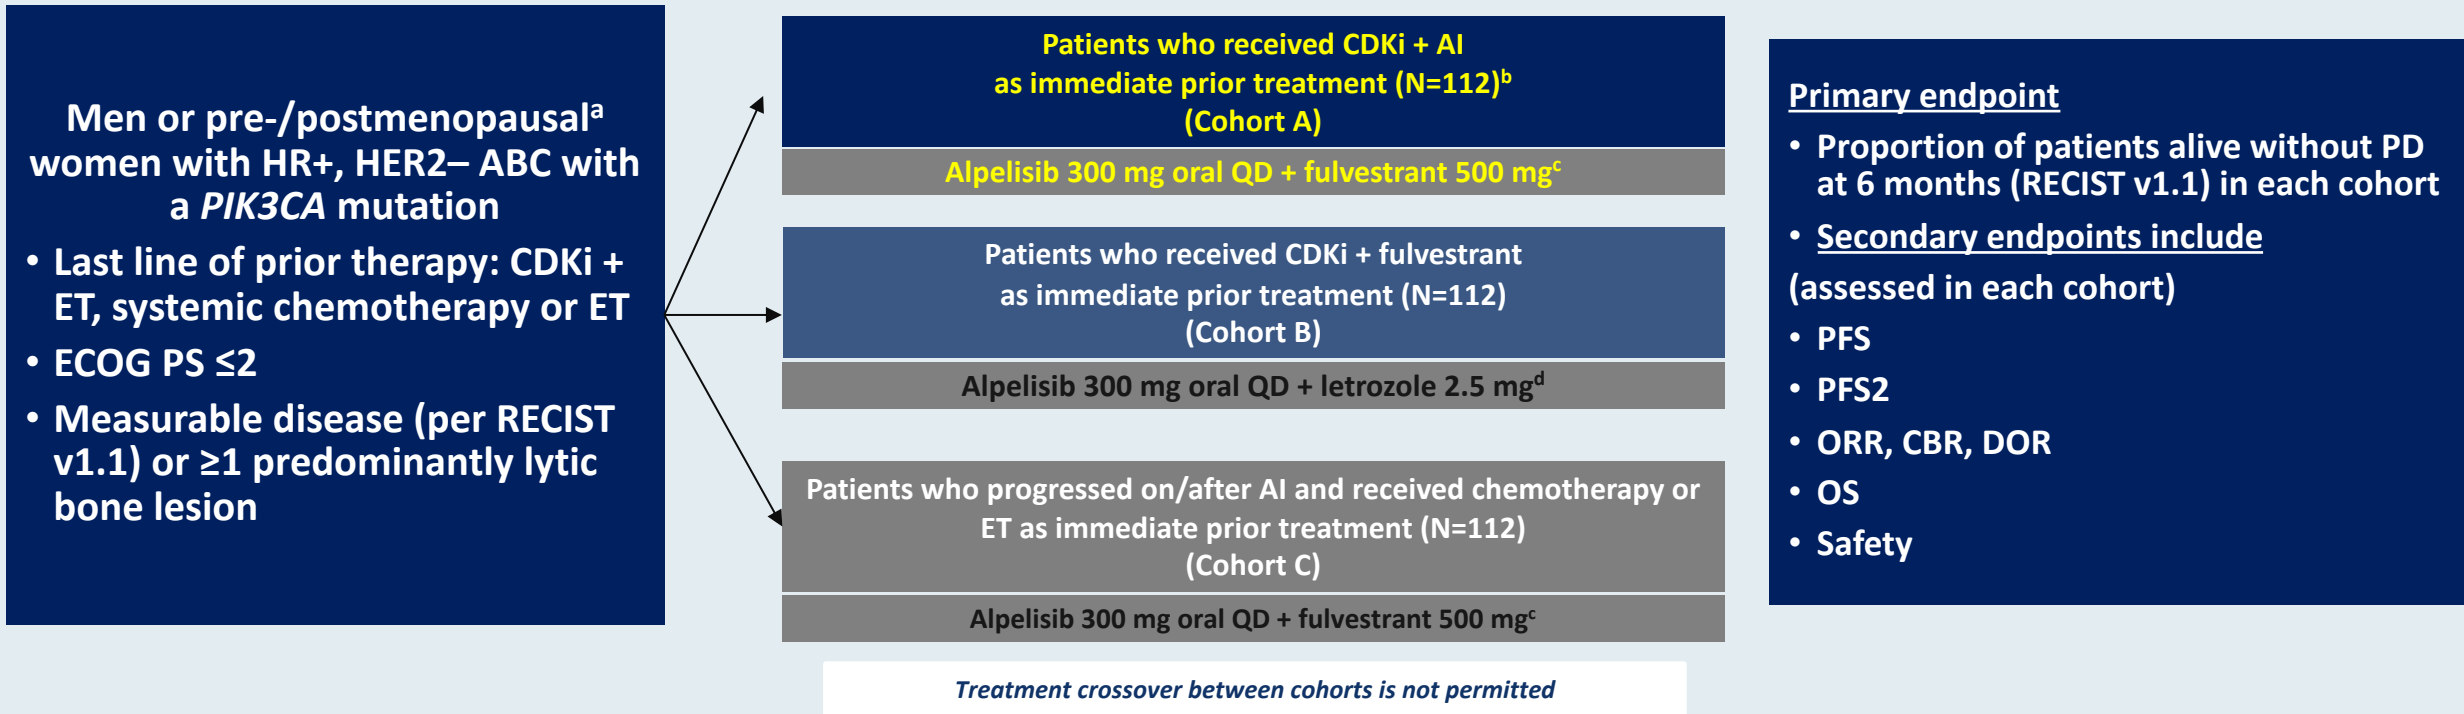 Men or pre-/postmenopausalᵃ
women with HR+, HER2– ABC with
a PIK3CA mutation
• Last line of prior therapy: CDKi +
ET, systemic chemotherapy or ET
• ECOG PS ≤2
• Measurable disease (per RECIST
v1.1) or ≥1 predominantly lytic
bone lesion
Patients who received CDKi + AI
as immediate prior treatment (N=112)ᵇ
(Cohort A)
Alpelisib 300 mg oral QD + fulvestrant 500 mgᶜ
Patients who received CDKi + fulvestrant
as immediate prior treatment (N=112)
(Cohort B)
Alpelisib 300 mg oral QD + letrozole 2.5 mgᵈ
Patients who progressed on/after AI and received chemotherapy or
ET as immediate prior treatment (N=112)
(Cohort C)
Alpelisib 300 mg oral QD + fulvestrant 500 mgᶜ
Treatment crossover between cohorts is not permitted
Primary endpoint
• Proportion of patients alive without PD
at 6 months (RECIST v1.1) in each cohort
• Secondary endpoints include
(assessed in each cohort)
• PFS
• PFS2
• ORR, CBR, DOR
• OS
• Safety